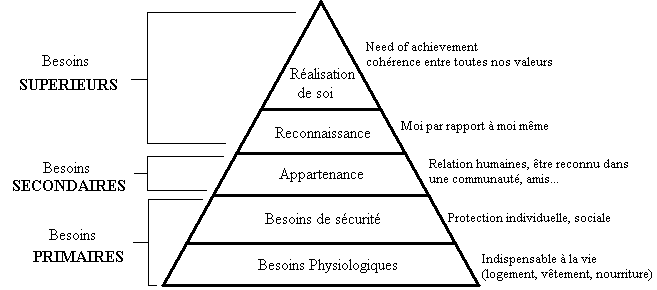 Need of achievement
cohérence entre toutes nos valeurs
Besoins
SUPERIEURS
Réalisation
de soi
Reconnaissance
Moi par rapport à moi même
Besoins
SECONDAIRES
Appartenance
Relation humaines, être reconnu dans
une communauté, amis...
Besoins de sécurité
Protection individuelle, sociale
Besoins
PRIMAIRES
Besoins Physiologiques
Indispensable à la vie
(logement, vêtement, nourriture)